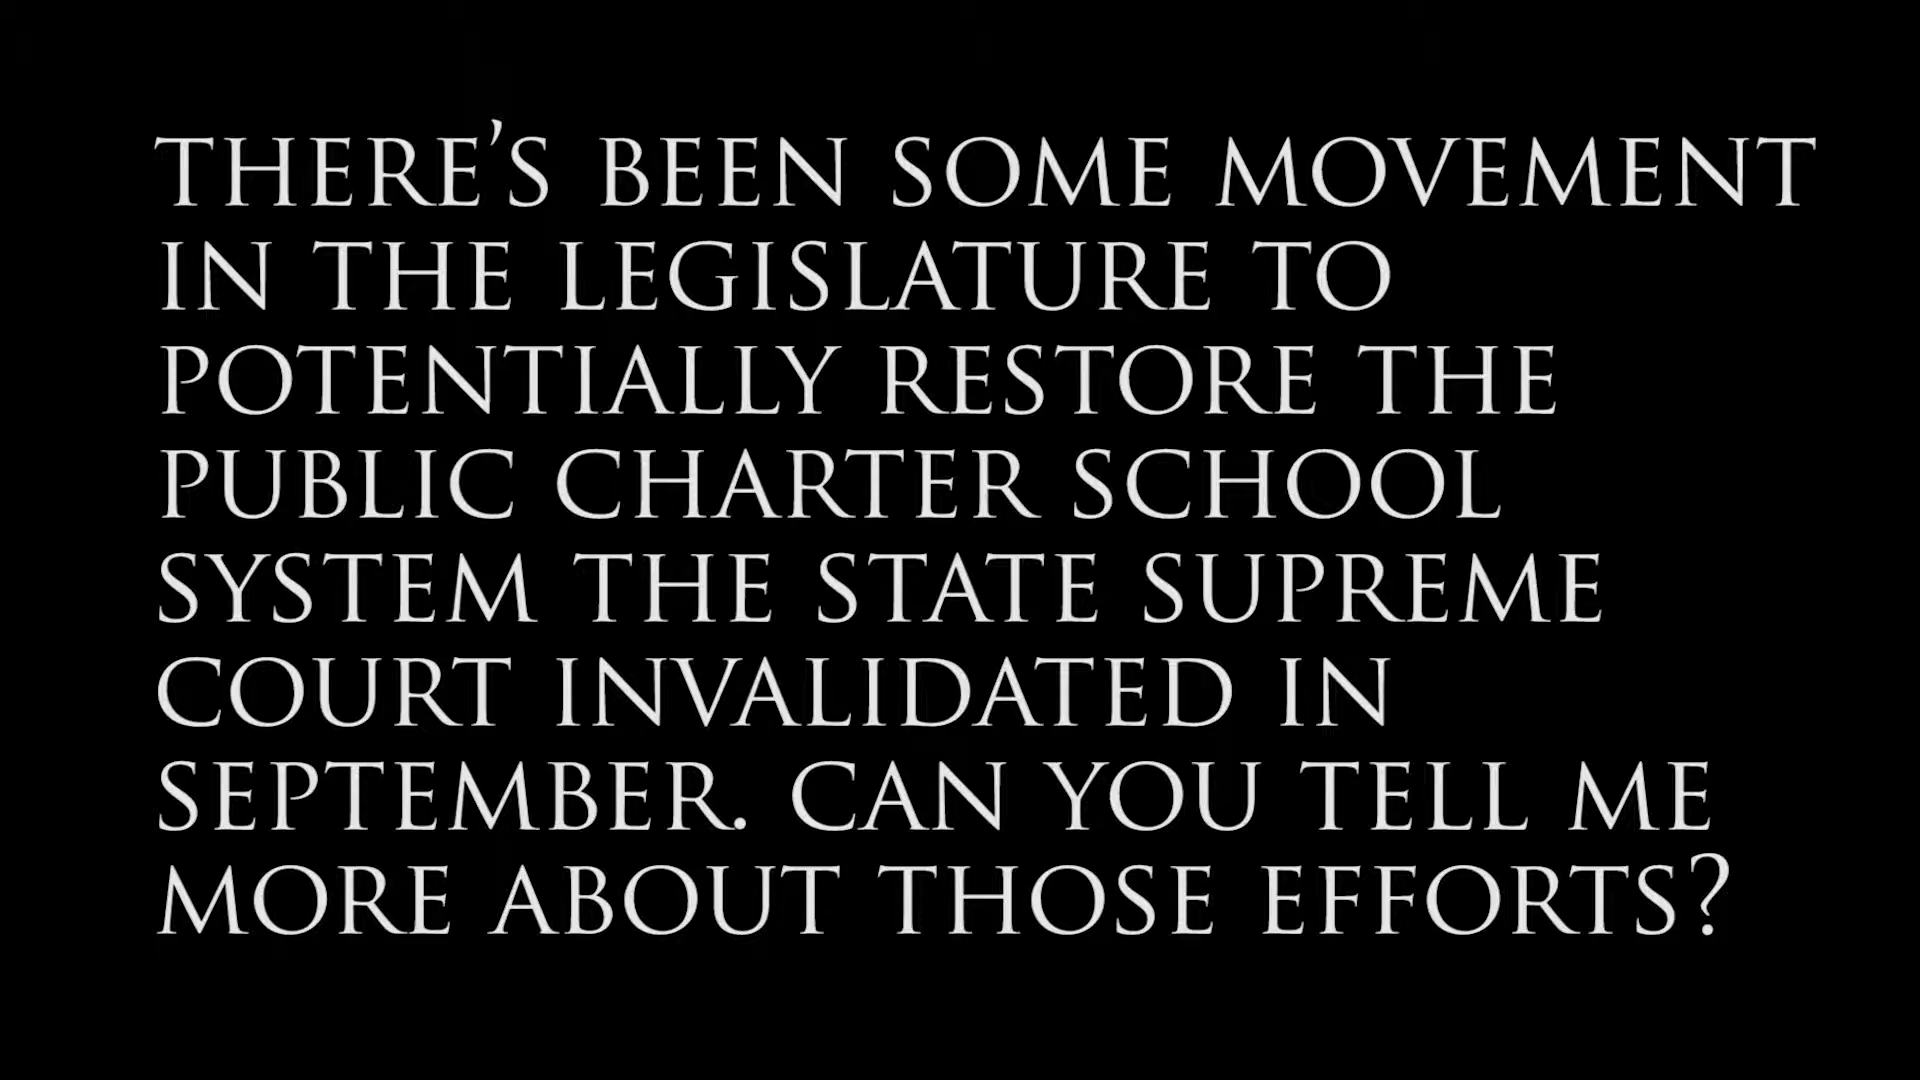 THERE’S BEEN SOME MOVEMENT
IN THE LEGISLATURE TO
POTENTIALLY RESTORE THE
PUBLIC CHARTER SCHOOL
SYSTEM THE STATE SUPREME
COURT INVALIDATED IN
SEPTEMBER. CAN YOU TELL ME
MORE ABOUT THOSE EFFORTS?